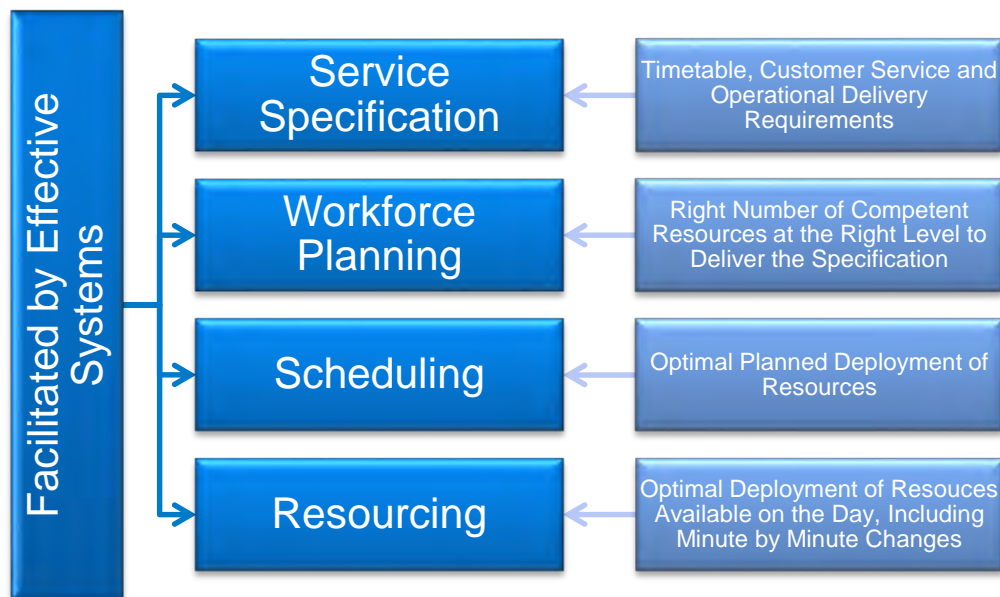 Facilitated by Effective
Systems
Service
Specification
Timetable, Customer Service and
Operational Delivery
Requirements
Workforce
Planning
Right Number of Competent
Resources at the Right Level to
Deliver the Specification
Scheduling
Optimal Planned Deployment of
Resources
Resourcing
Optimal Deployment of Resouces
Available on the Day, Including
Minute by Minute Changes